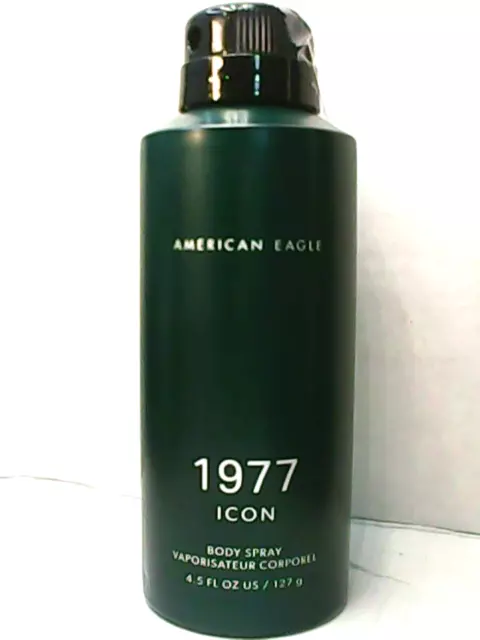 AMERICAN EAGLE
1977
ICON
BODY SPRAY
VAPORISATEUR CORPOREL
4.5 FL OZ US / 127 g